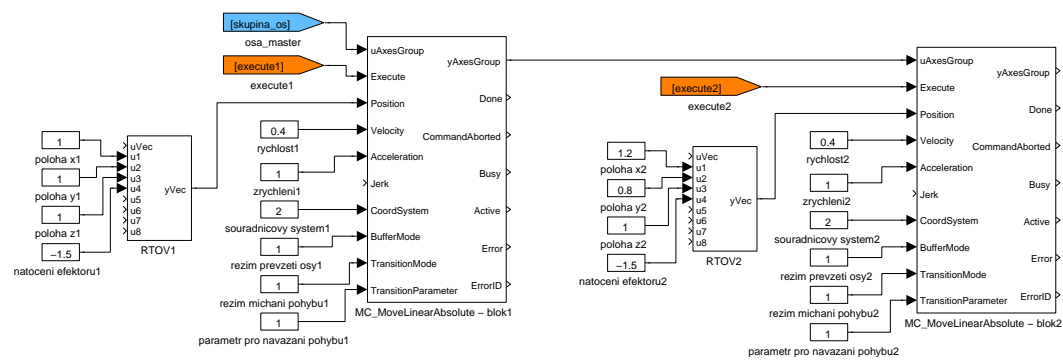 [skupina_os]
osa_master
[execute1]
execute1
1
poloha x1
1
poloha y1
1
poloha z1
−1.5
natoceni efektoru1
uVec
u1
u2
u3
u4
u5
u6
u7
u8
yVec
RTOV1
0.4
rychlost1
1
zrychleni1
2
souradnicovy system1
1
rezim prevzeti osy1
1
rezim michani pohybu1
1
parametr pro navazani pohybu1
uAxesGroup
Execute
Position
Velocity
Acceleration
Jerk
CoordSystem
BufferMode
TransitionMode
TransitionParameter
yAxesGroup
Done
CommandAborted
Busy
Active
Error
ErrorID
MC_MoveLinearAbsolute − blok1
[execute2]
execute2
1.2
poloha x2
0.8
poloha y2
1
poloha z2
−1.5
natoceni efektoru2
uVec
u1
u2
u3
u4
u5
u6
u7
u8
yVec
RTOV2
0.4
rychlost2
1
zrychleni2
2
souradnicovy system2
1
rezim prevzeti osy2
1
rezim michani pohybu2
1
parametr pro navazani pohybu2
uAxesGroup
Execute
Position
Velocity
Acceleration
Jerk
CoordSystem
BufferMode
TransitionMode
TransitionParameter
yAxesGroup
Done
CommandAborted
Busy
Active
Error
ErrorID
MC_MoveLinearAbsolute − blok2